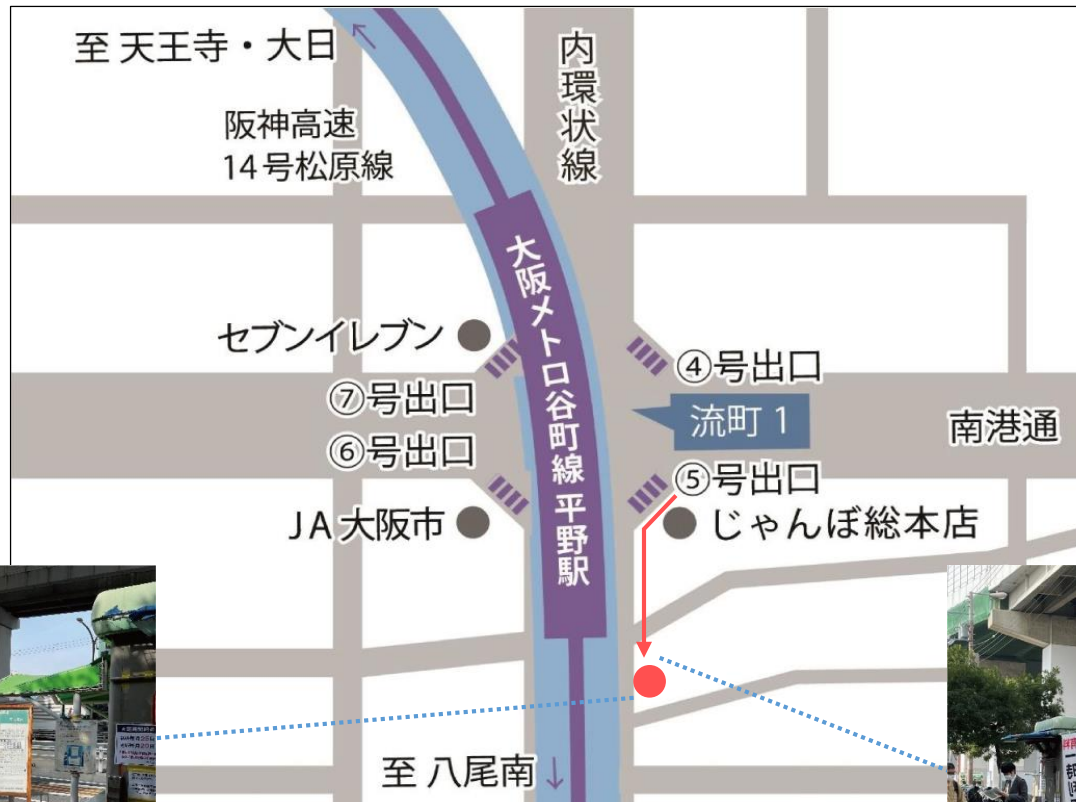 至 天王寺・大日
内環状線
阪神高速
14号松原線
大阪メトロ谷町線 平野駅
セブンイレブン
④号出口
⑦号出口
流町 1
南港通
⑥号出口
⑤号出口
JA大阪市
じゃんぼ総本店
至 八尾南